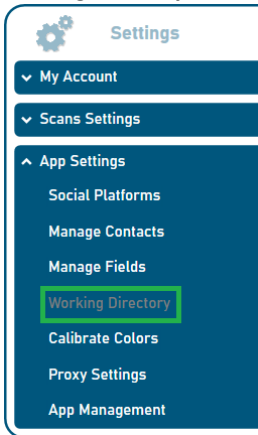 Settings
My Account
Scans Settings
App Settings
Social Platforms
Manage Contacts
Manage Fields
Working Directory
Calibrate Colors
Proxy Settings
App Management